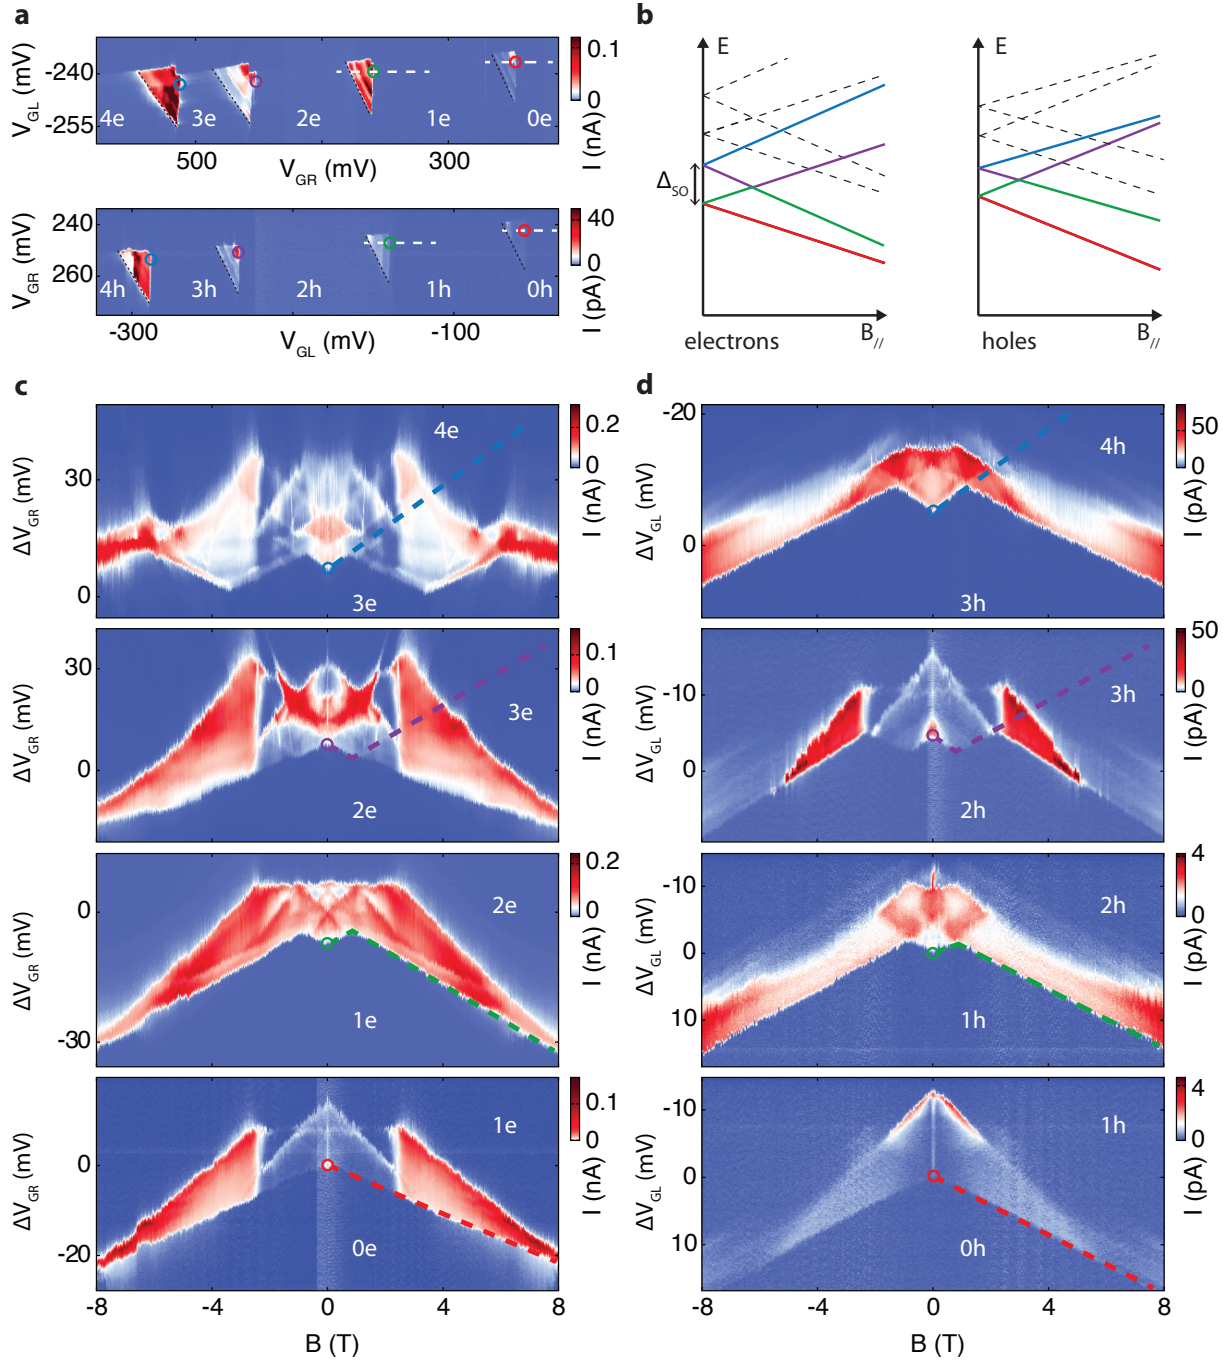 a
V_GL (mV)
-240
-255
4e 3e 2e 1e 0e
500 300
V_GR (mV)
0.1
0
I (nA)
V_GR (mV)
240
260
4h 3h 2h 1h 0h
-300 -100
V_GL (mV)
40
0
I (pA)
b
E
Δ_SO
electrons
B_//
E
holes
B_//
c
ΔV_GR (mV)
30
0
4e
3e
0.2
0
I (nA)
ΔV_GR (mV)
30
0
3e
2e
0.1
0
I (nA)
ΔV_GR (mV)
0
-30
2e
1e
0.2
0
I (nA)
ΔV_GR (mV)
0
-20
1e
0e
0.1
0
I (nA)
-8 -4 0 4 8
B (T)
d
ΔV_GL (mV)
-20
0
4h
3h
50
0
I (pA)
ΔV_GL (mV)
-10
0
3h
2h
50
0
I (pA)
ΔV_GL (mV)
-10
0
10
2h
1h
4
0
I (pA)
ΔV_GL (mV)
-10
0
10
1h
0h
4
0
I (pA)
-8 -4 0 4 8
B (T)